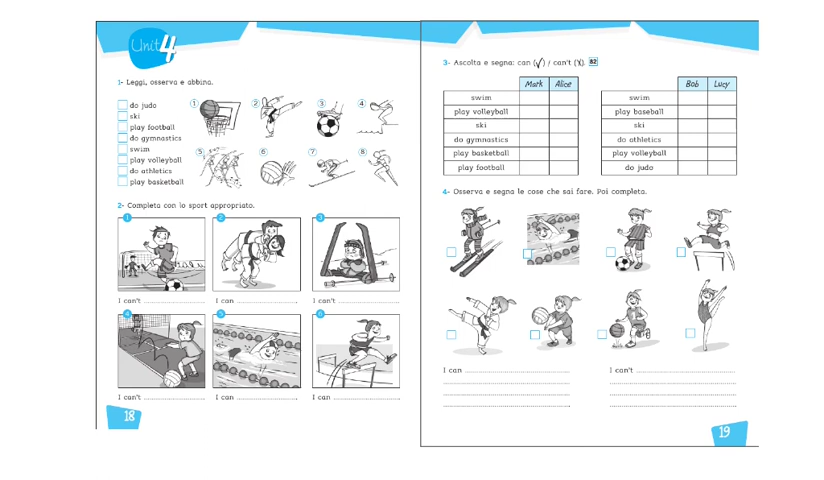 Unit 4
1- Leggi, osserva e abbina.
do judo
ski
play football
do gymnastics
swim
play volleyball
do athletics
play basketball
1
2
3
4
5
6
7
8
2- Completa con lo sport appropriato.
1
2
3
I can't
I can
I can't
4
5
6
I can't
I can
I can
18
3- Ascolta e segna: can (✓) / can't (X). 82
Mark Alice
swim
play volleyball
ski
do gymnastics
play basketball
play football
Bob Lucy
swim
play baseball
ski
do athletics
play volleyball
do judo
4- Osserva e segna le cose che sai fare. Poi completa.
I can
I can't
19